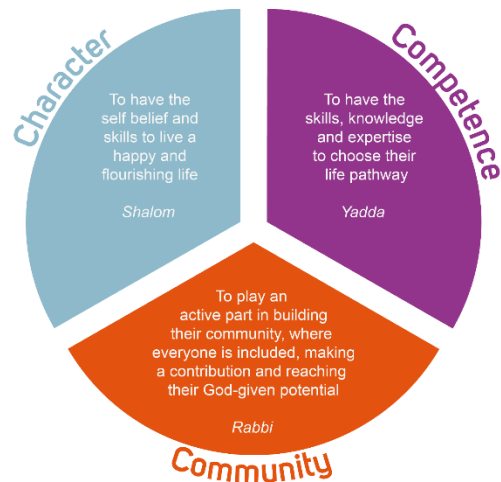 Character
To have the
self belief and
skills to live a
happy and
flourishing life
Shalom
Competence
To have the
skills, knowledge
and expertise
to choose their
life pathway
Yadda
To play an
active part in building
their community, where
everyone is included, making
a contribution and reaching
their God-given potential
Rabbi
Community